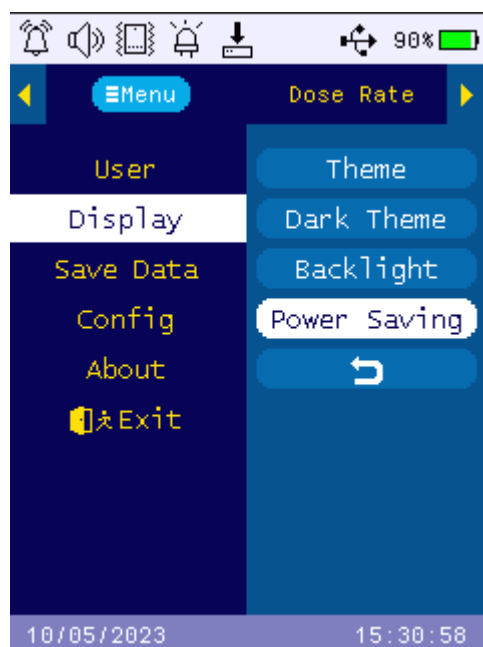 90%
Menu Dose Rate
User Theme
Display Dark Theme
Save Data Backlight
Config Power Saving
About
Exit
10/05/2023 15:30:58